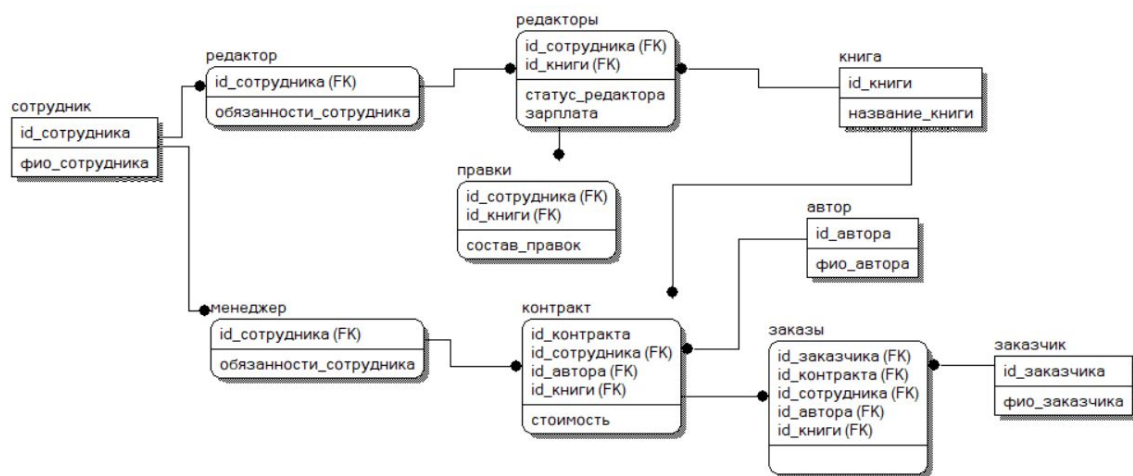 сотрудник
id_сотрудника
фио_сотрудника
редактор
id_сотрудника (FK)
обязанности_сотрудника
редакторы
id_сотрудника (FK)
id_книги (FK)
статус_редактора
зарплата
книга
id_книги
название_книги
правки
id_сотрудника (FK)
id_книги (FK)
состав_правок
автор
id_автора
фио_автора
менеджер
id_сотрудника (FK)
обязанности_сотрудника
контракт
id_контракта
id_сотрудника (FK)
id_автора (FK)
id_книги (FK)
стоимость
заказы
id_заказчика (FK)
id_контракта (FK)
id_сотрудника (FK)
id_автора (FK)
id_книги (FK)
заказчик
id_заказчика
фио_заказчика